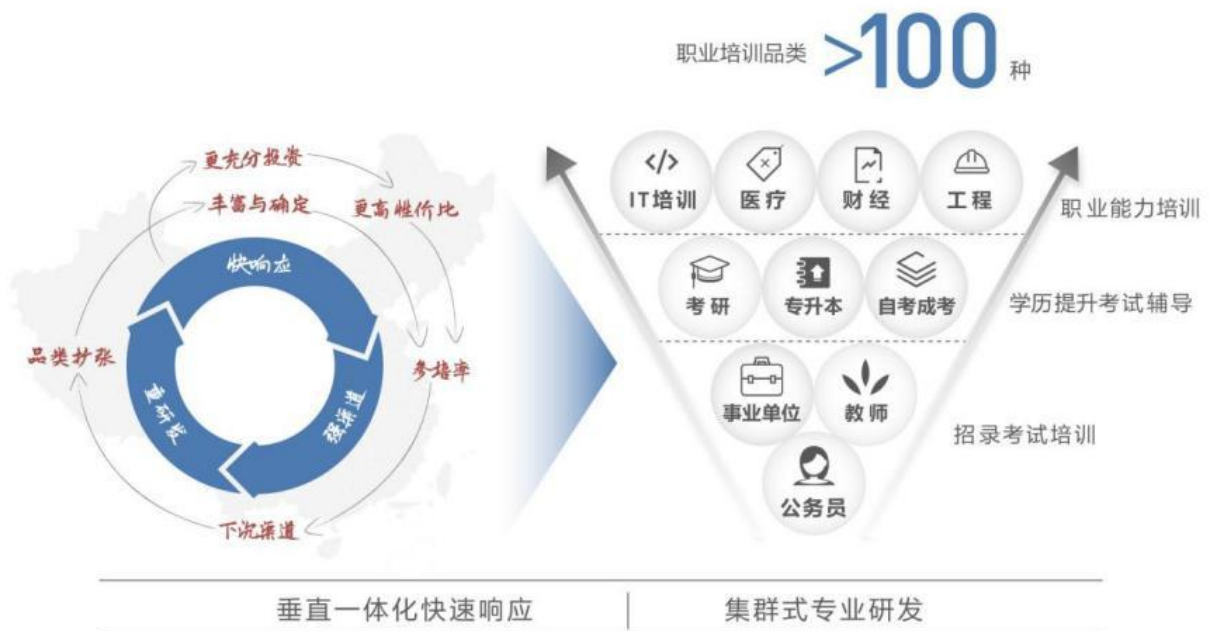 职业培训品类 >100 种
更充分投资
丰富与确定
更高性价比
快响应
品类扩张
参培率
重研发
强渠道
下沉渠道
IT培训
医疗
财经
工程
职业能力培训
考研
专升本
自考成考
学历提升考试辅导
事业单位
教师
招录考试培训
公务员
垂直一体化快速响应
集群式专业研发